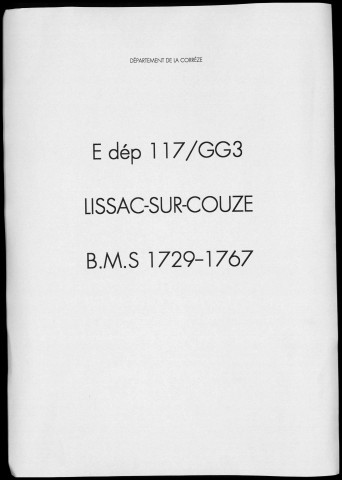 DÉPARTEMENT DE LA CORRÈZE
E dép 117/GG3
LISSAC-SUR-COUZE
B.M.S 1729-1767